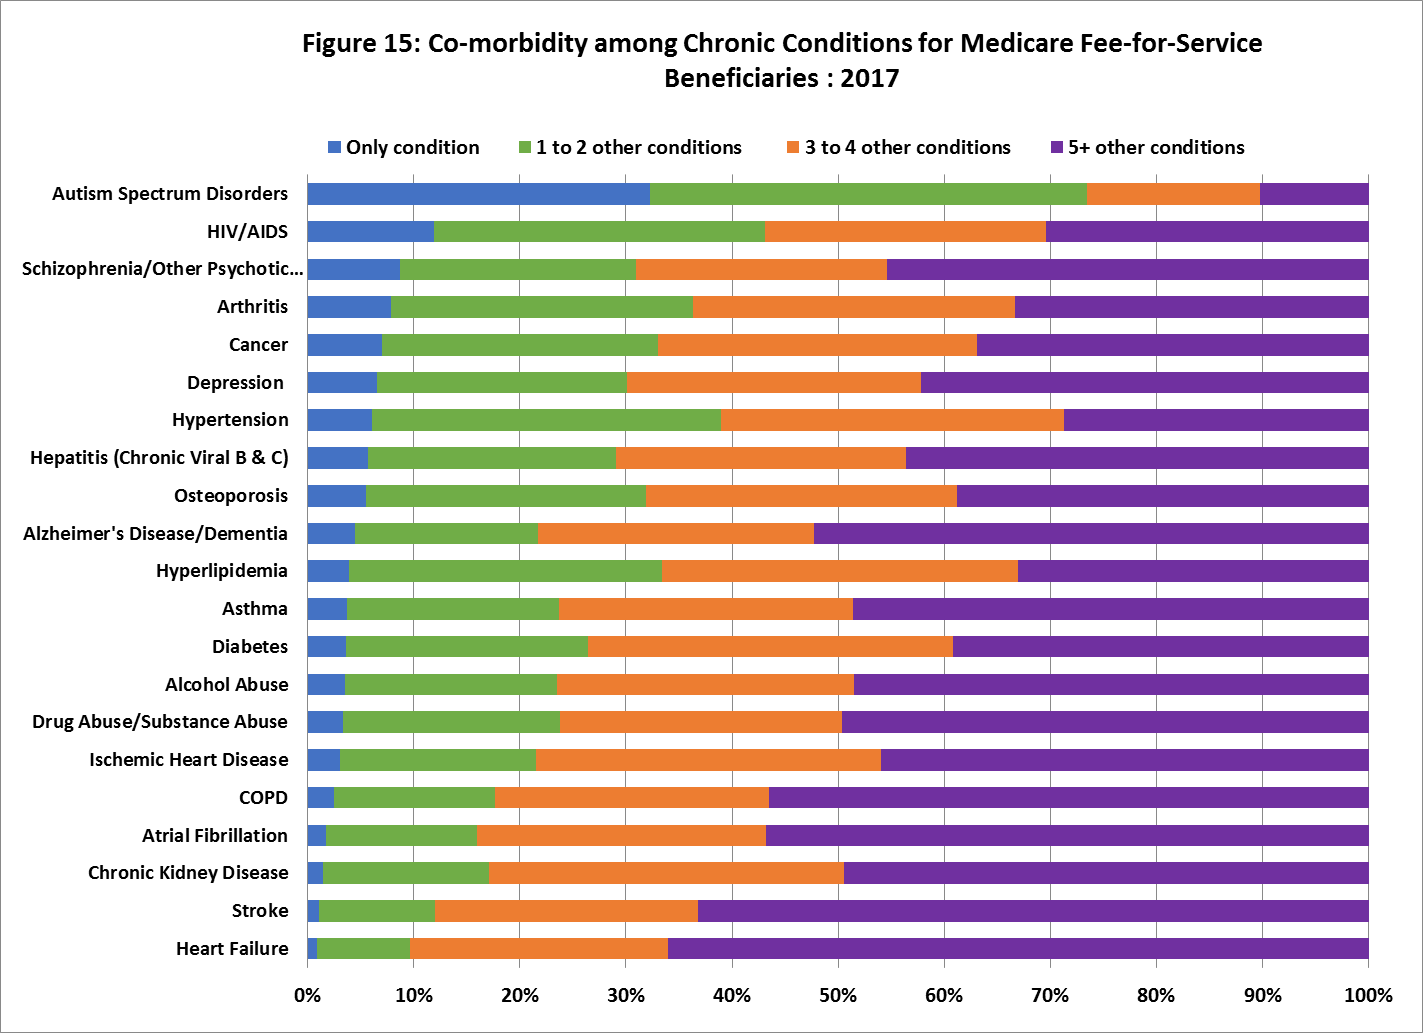 Figure 15: Co-morbidity among Chronic Conditions for Medicare Fee-for-Service
Beneficiaries : 2017
Only condition 1 to 2 other conditions 3 to 4 other conditions 5+ other conditions
Autism Spectrum Disorders
HIV/AIDS
Schizophrenia/Other Psychotic...
Arthritis
Cancer
Depression
Hypertension
Hepatitis (Chronic Viral B & C)
Osteoporosis
Alzheimer's Disease/Dementia
Hyperlipidemia
Asthma
Diabetes
Alcohol Abuse
Drug Abuse/Substance Abuse
Ischemic Heart Disease
COPD
Atrial Fibrillation
Chronic Kidney Disease
Stroke
Heart Failure
0% 10% 20% 30% 40% 50% 60% 70% 80% 90% 100%